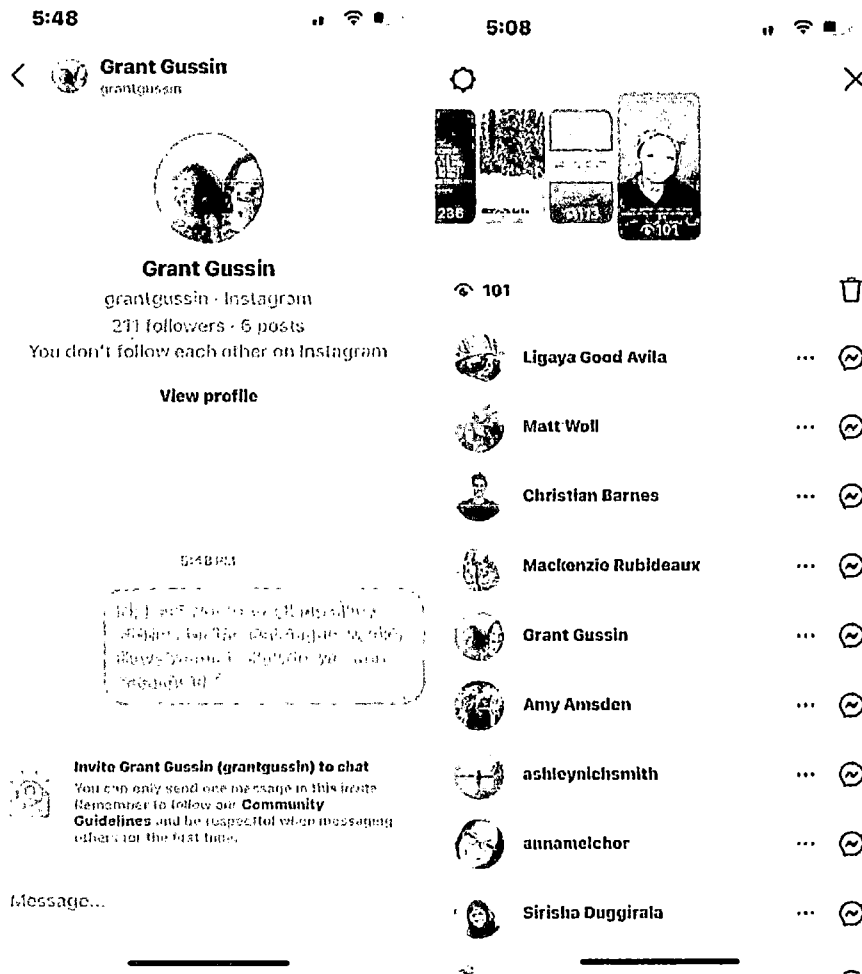 5:48
Grant Gussin
grantgussin
Grant Gussin
grantgussin · Instagram
211 followers · 6 posts
You don't follow each other on Instagram
View profile
5:48 PM
Invite Grant Gussin (grantgussin) to chat
You can only send one message in this invite.
Remember to follow our Community
Guidelines and be respectful when messaging
others for the first time.
Message...
5:08
236
113
101
101
Ligaya Good Avila
Matt Woll
Christian Barnes
Mackenzie Rubideaux
Grant Gussin
Amy Amsden
ashleynichsmith
annamelchor
Sirisha Duggirala